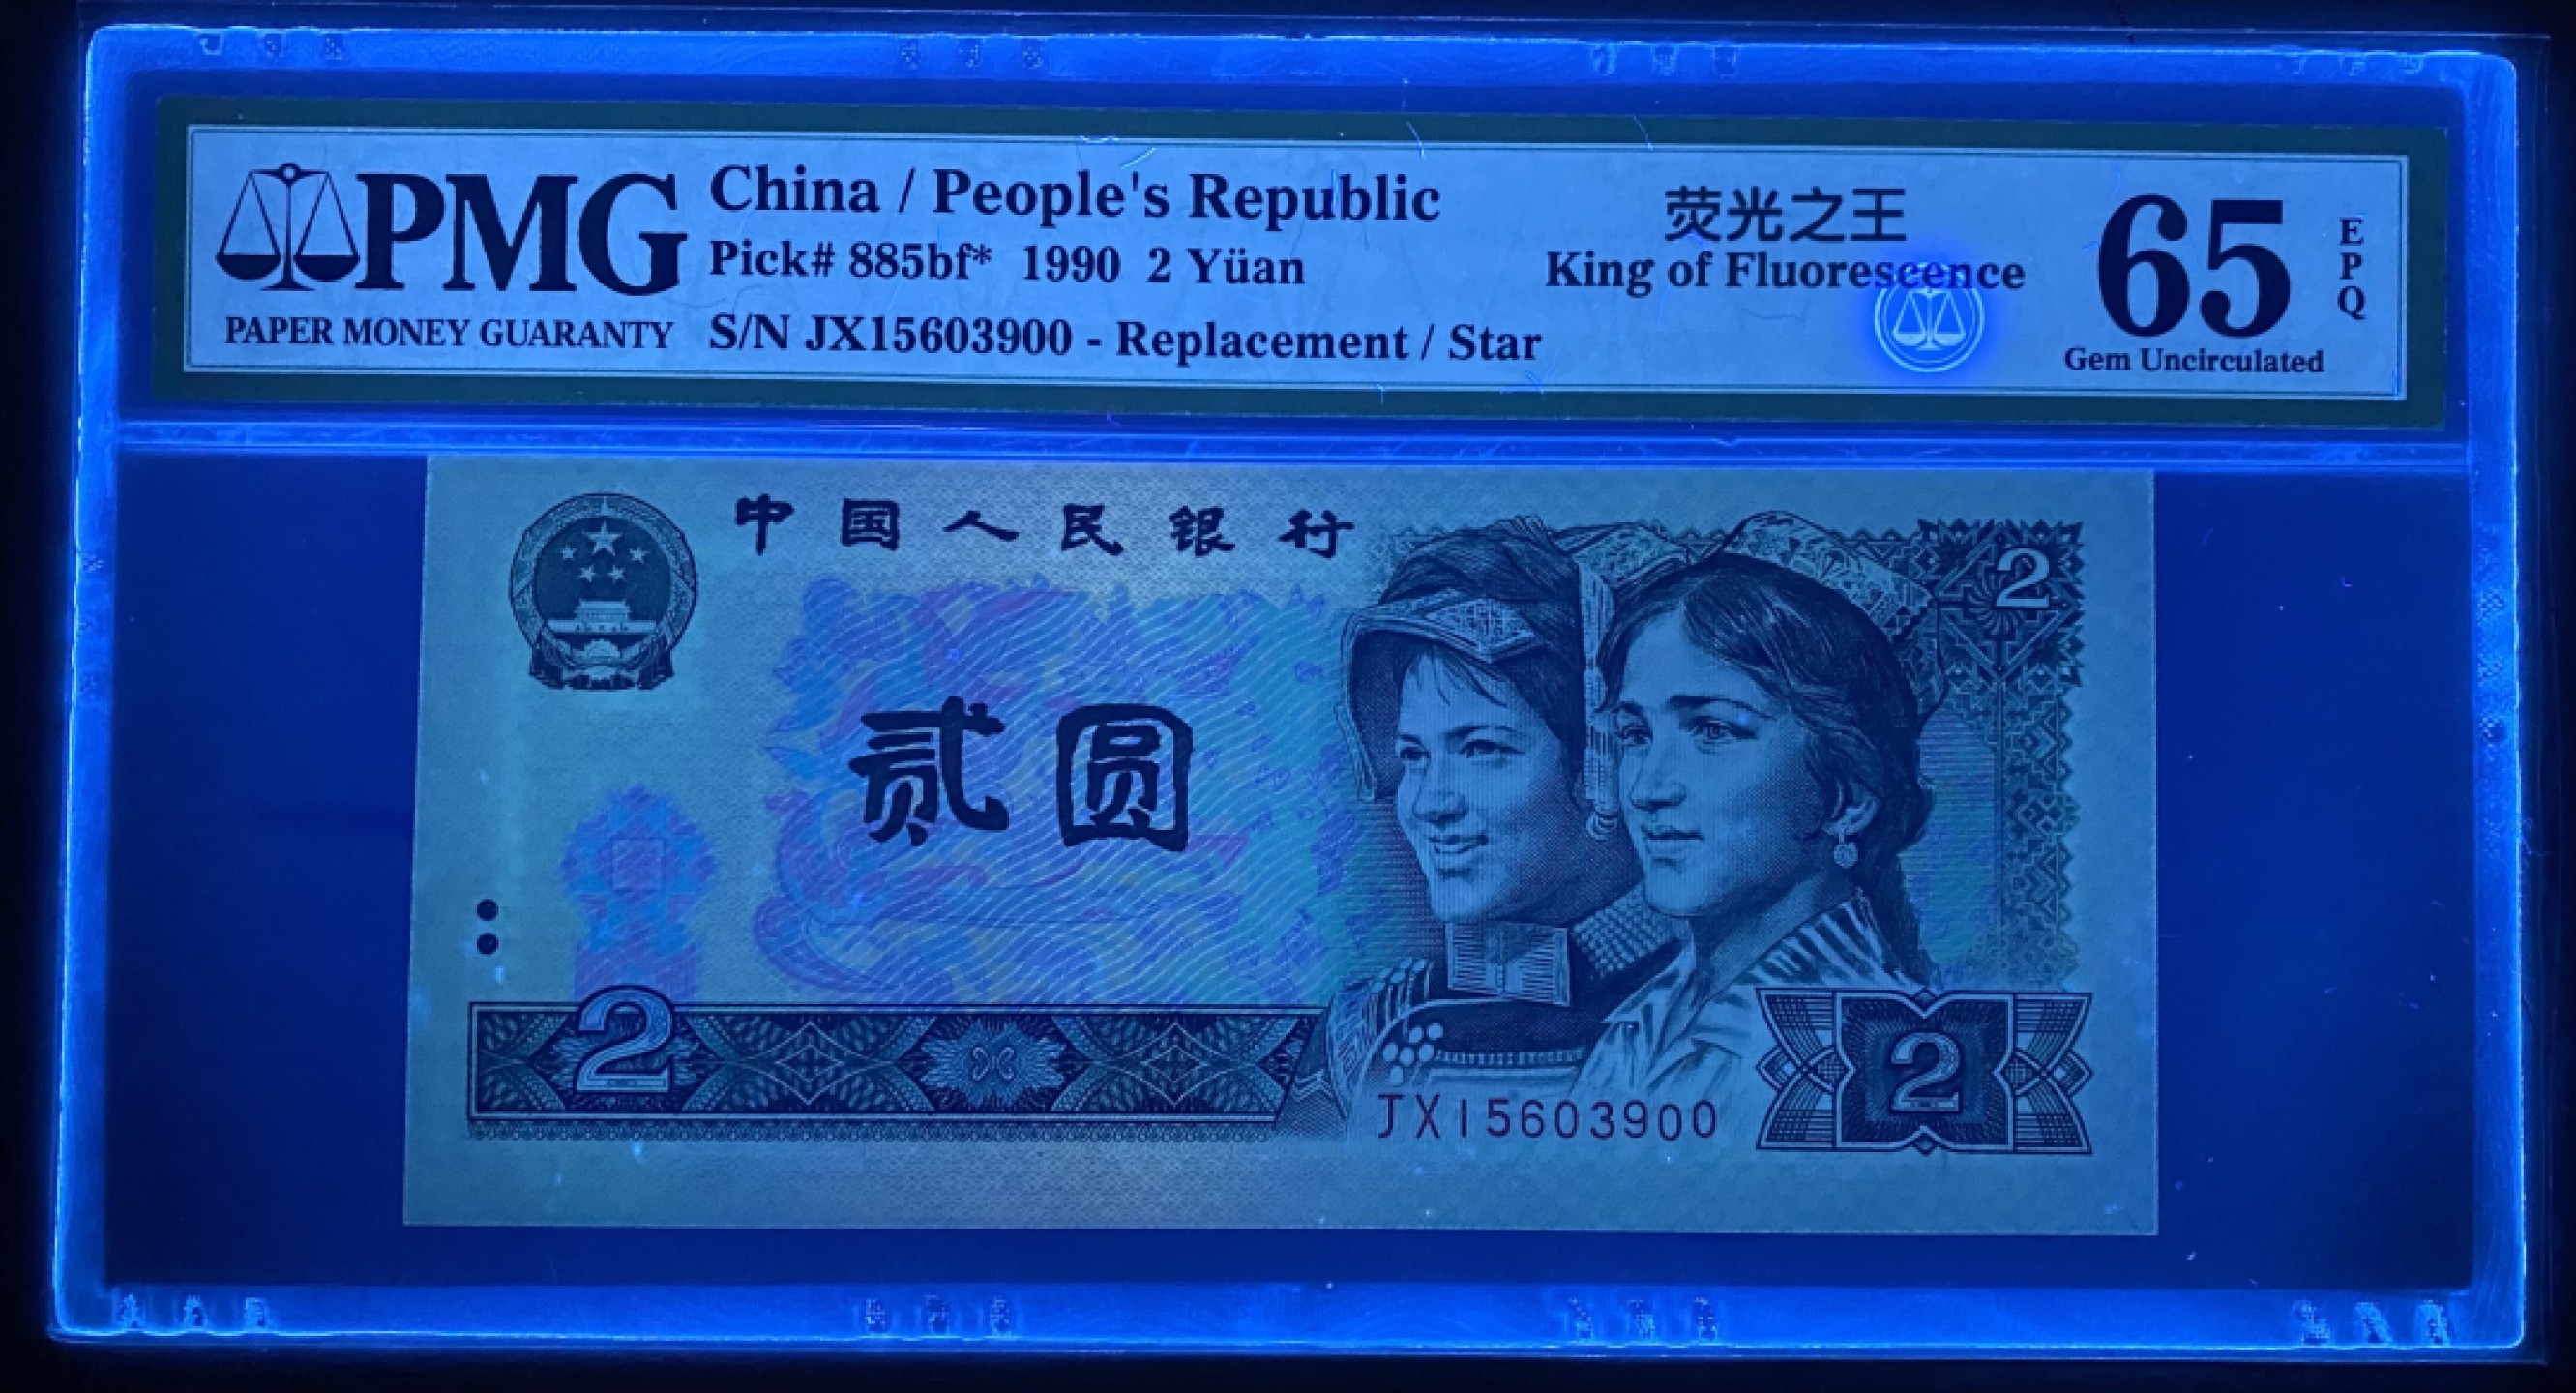 PMG
PAPER MONEY GUARANTY
China / People's Republic
Pick# 885bf* 1990 2 Yüan
S/N JX15603900 - Replacement / Star
荧光之王
King of Fluorescence
65
EPQ
Gem Uncirculated
中国人民银行
2
贰圆
2
JX15603900
2